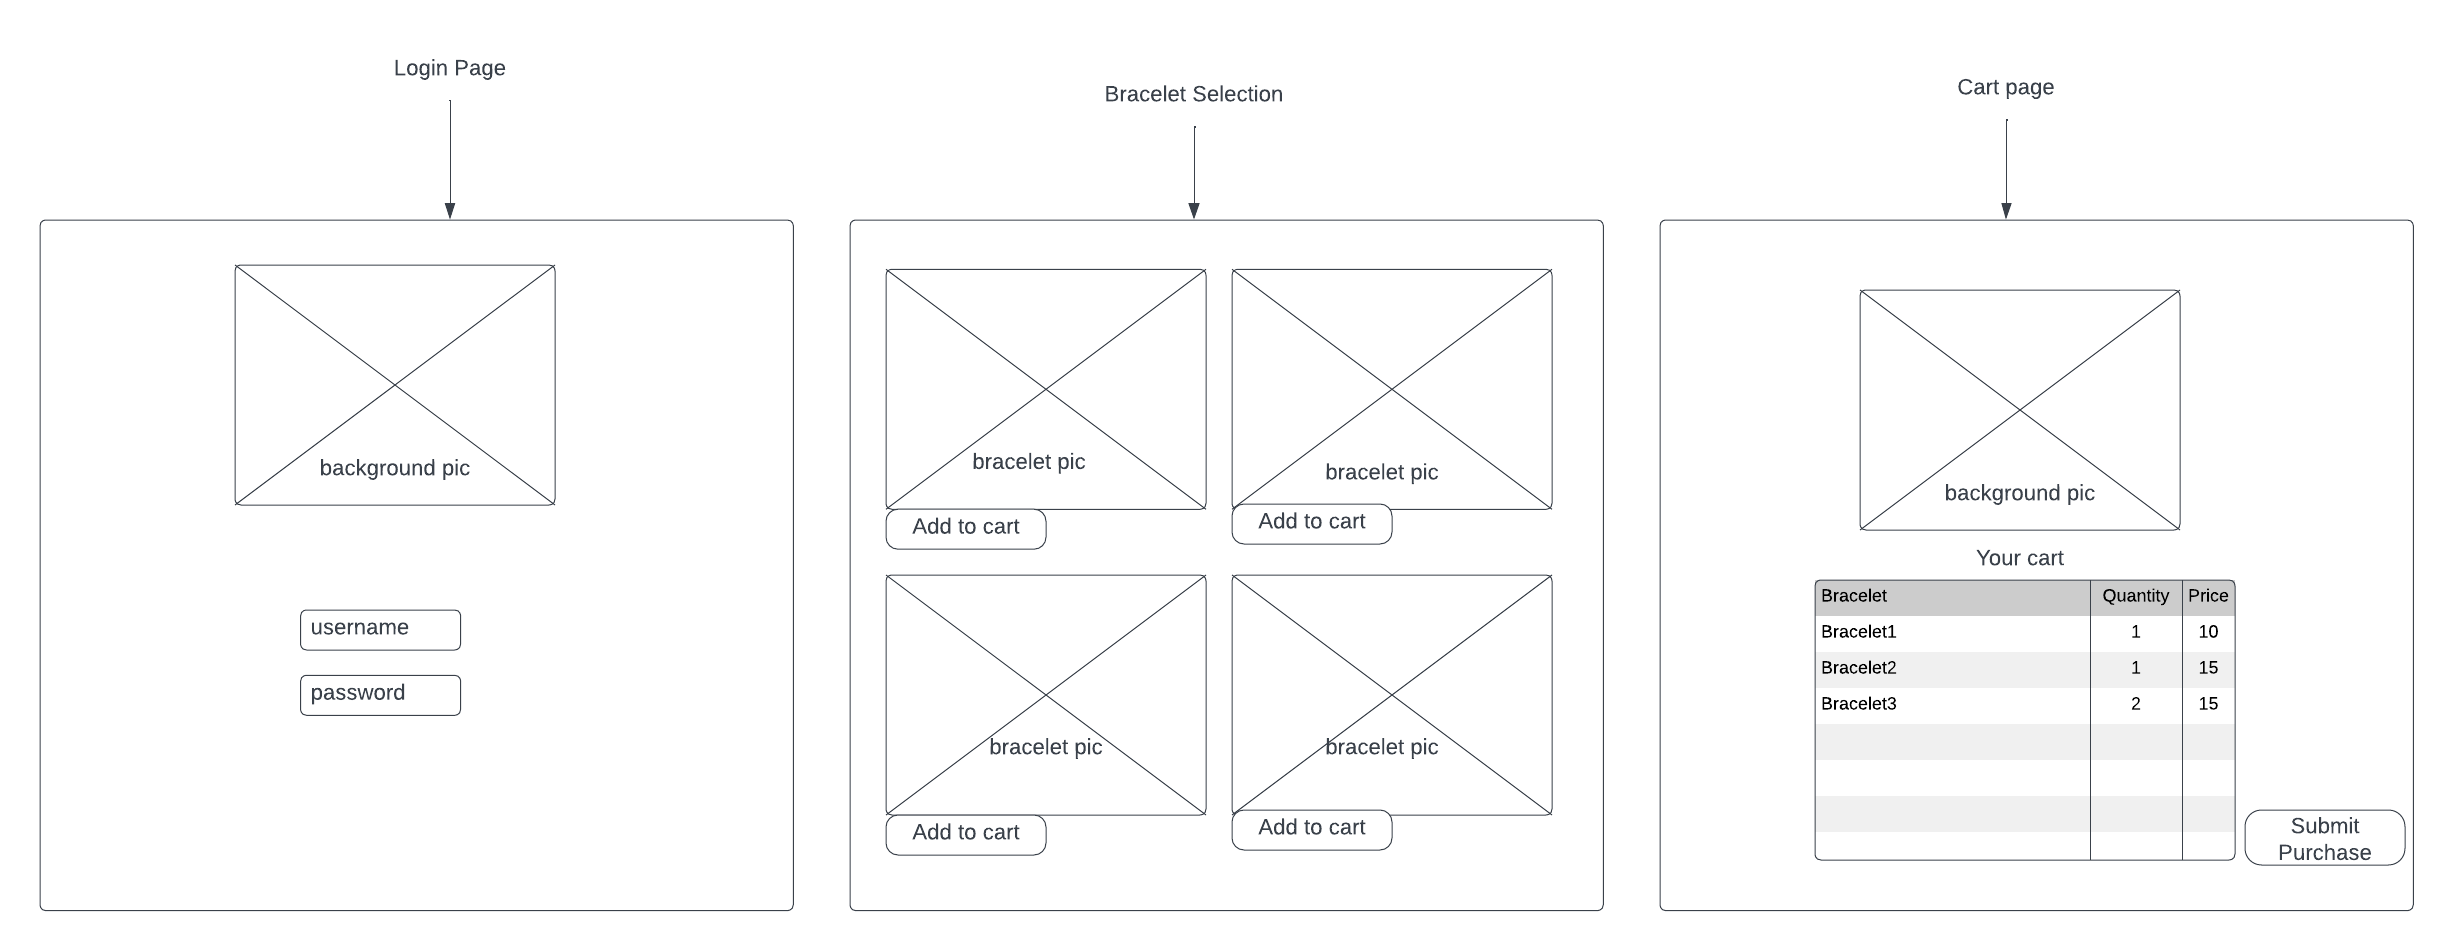 Login Page
background pic
username
password
Bracelet Selection
bracelet pic
bracelet pic
Add to cart
Add to cart
bracelet pic
bracelet pic
Add to cart
Add to cart
Cart page
background pic
Your cart
Bracelet Quantity Price
Bracelet1 1 10
Bracelet2 1 15
Bracelet3 2 15
Submit
Purchase